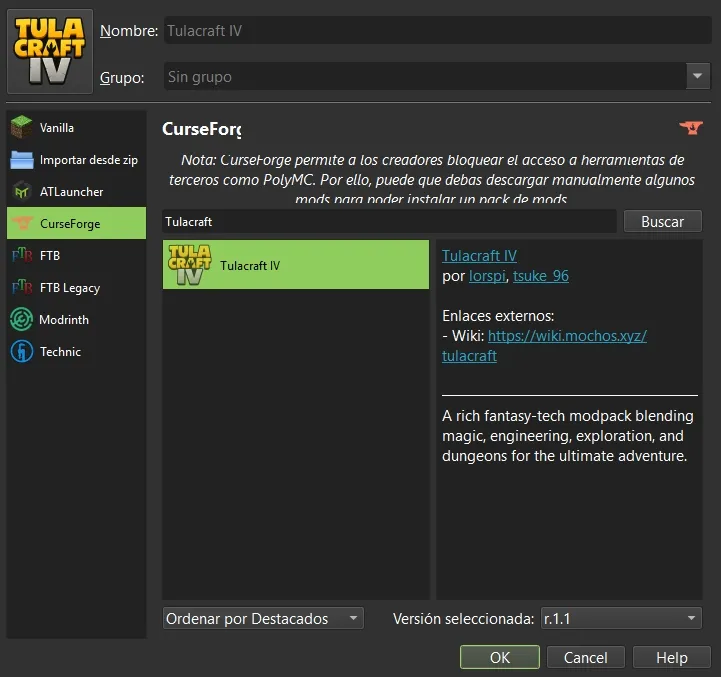 TULA
CRAFT
IV
Nombre: Tulacraft IV
Grupo: Sin grupo
Vanilla
Importar desde zip
ATLauncher
CurseForge
FTB
FTB Legacy
Modrinth
Technic
CurseForg
Nota: CurseForge permite a los creadores bloquear el acceso a herramientas de
terceros como PolyMC. Por ello, puede que debas descargar manualmente algunos
mods para poder instalar un pack de mods.
Tulacraft Buscar
TULA
CRAFT
IV
Tulacraft IV
Tulacraft IV
por lorspi, tsuke_96
Enlaces externos:
- Wiki: https://wiki.mochos.xyz/
tulacraft
A rich fantasy-tech modpack blending
magic, engineering, exploration, and
dungeons for the ultimate adventure.
Ordenar por Destacados Versión seleccionada: r.1.1
OK Cancel Help